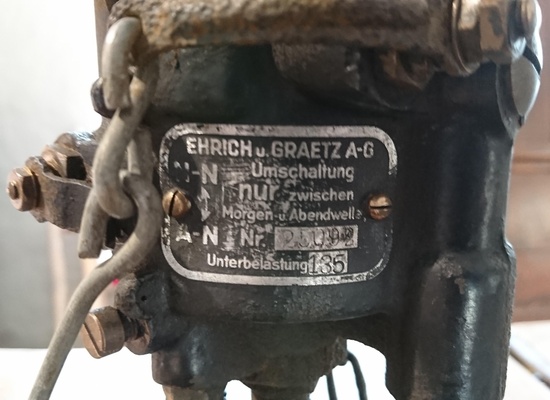 EHRICH u. GRAETZ A-G
M-N Umschaltung
nur zwischen
Morgen- u. Abendwelle
A-N Nr.
Unterbelastung 135